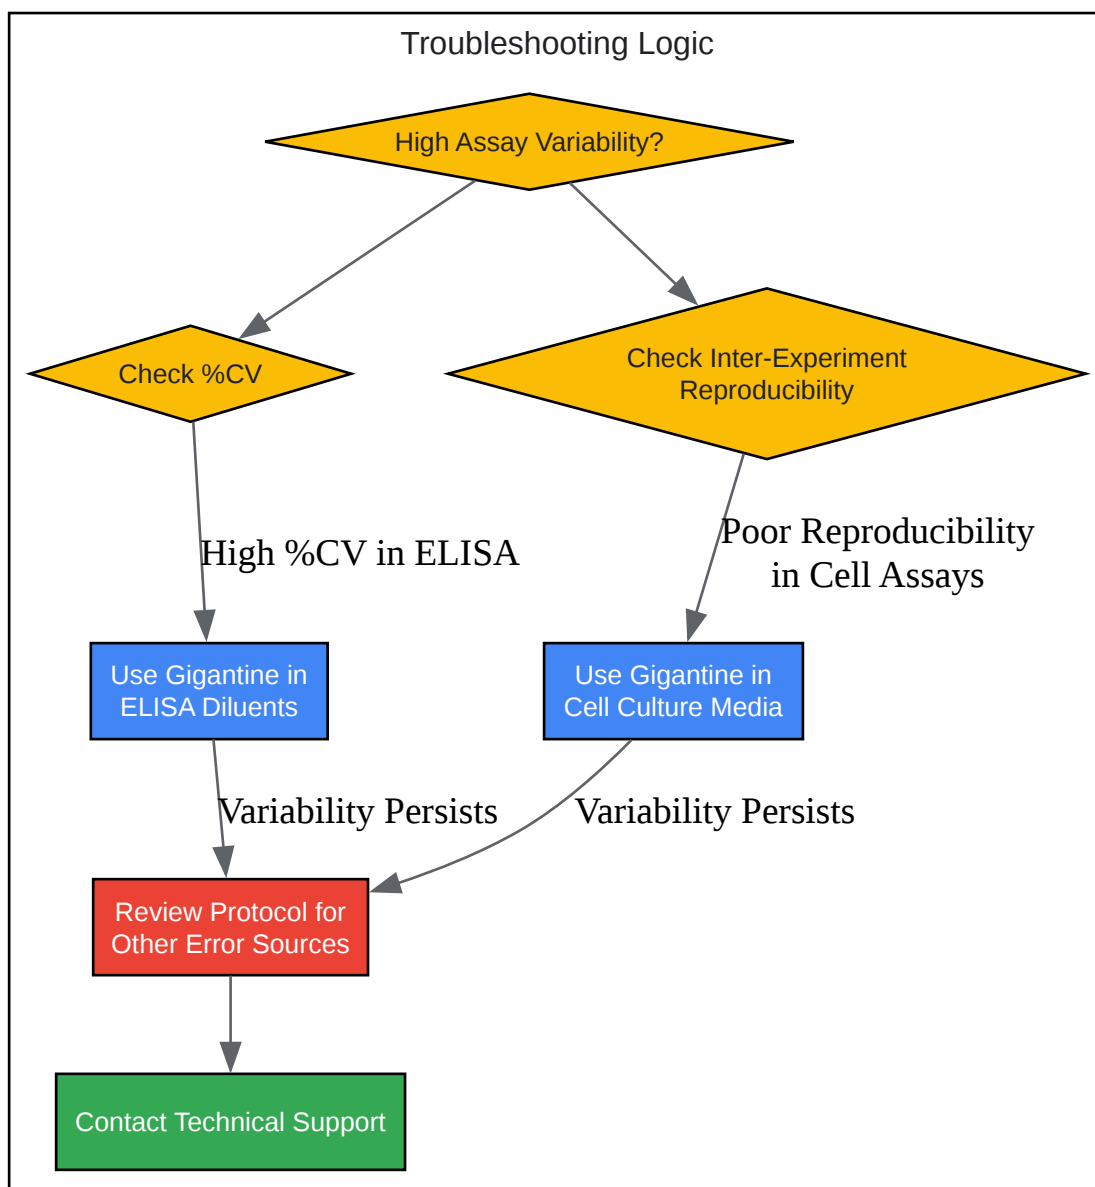 Troubleshooting Logic
High Assay Variability?
Check %CV
Check Inter-Experiment
Reproducibility
High %CV in ELISA
Poor Reproducibility
in Cell Assays
Use Gigantine in
ELISA Diluents
Use Gigantine in
Cell Culture Media
Variability Persists
Variability Persists
Review Protocol for
Other Error Sources
Contact Technical Support